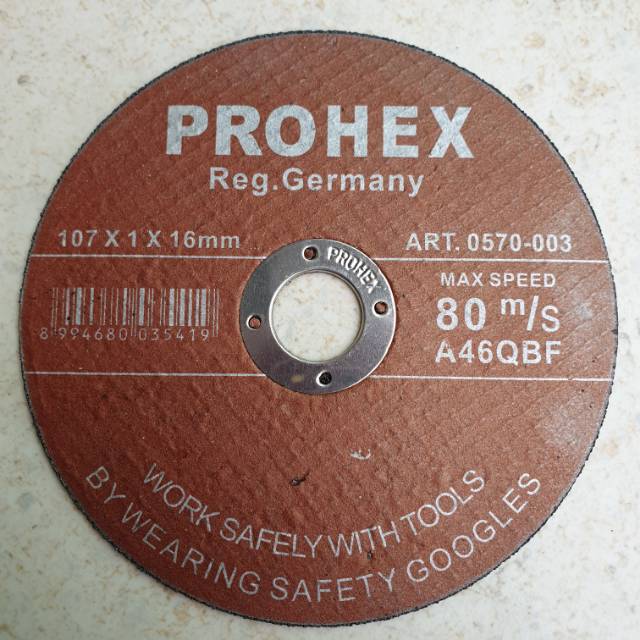 PROHEX
Reg.Germany
107 X 1 X 16mm
ART. 0570-003
PROHEX
MAX SPEED
80 m/s
A46QBF
8 994680 035419
WORK SAFELY WITH TOOLS
BY WEARING SAFETY GOOGLES